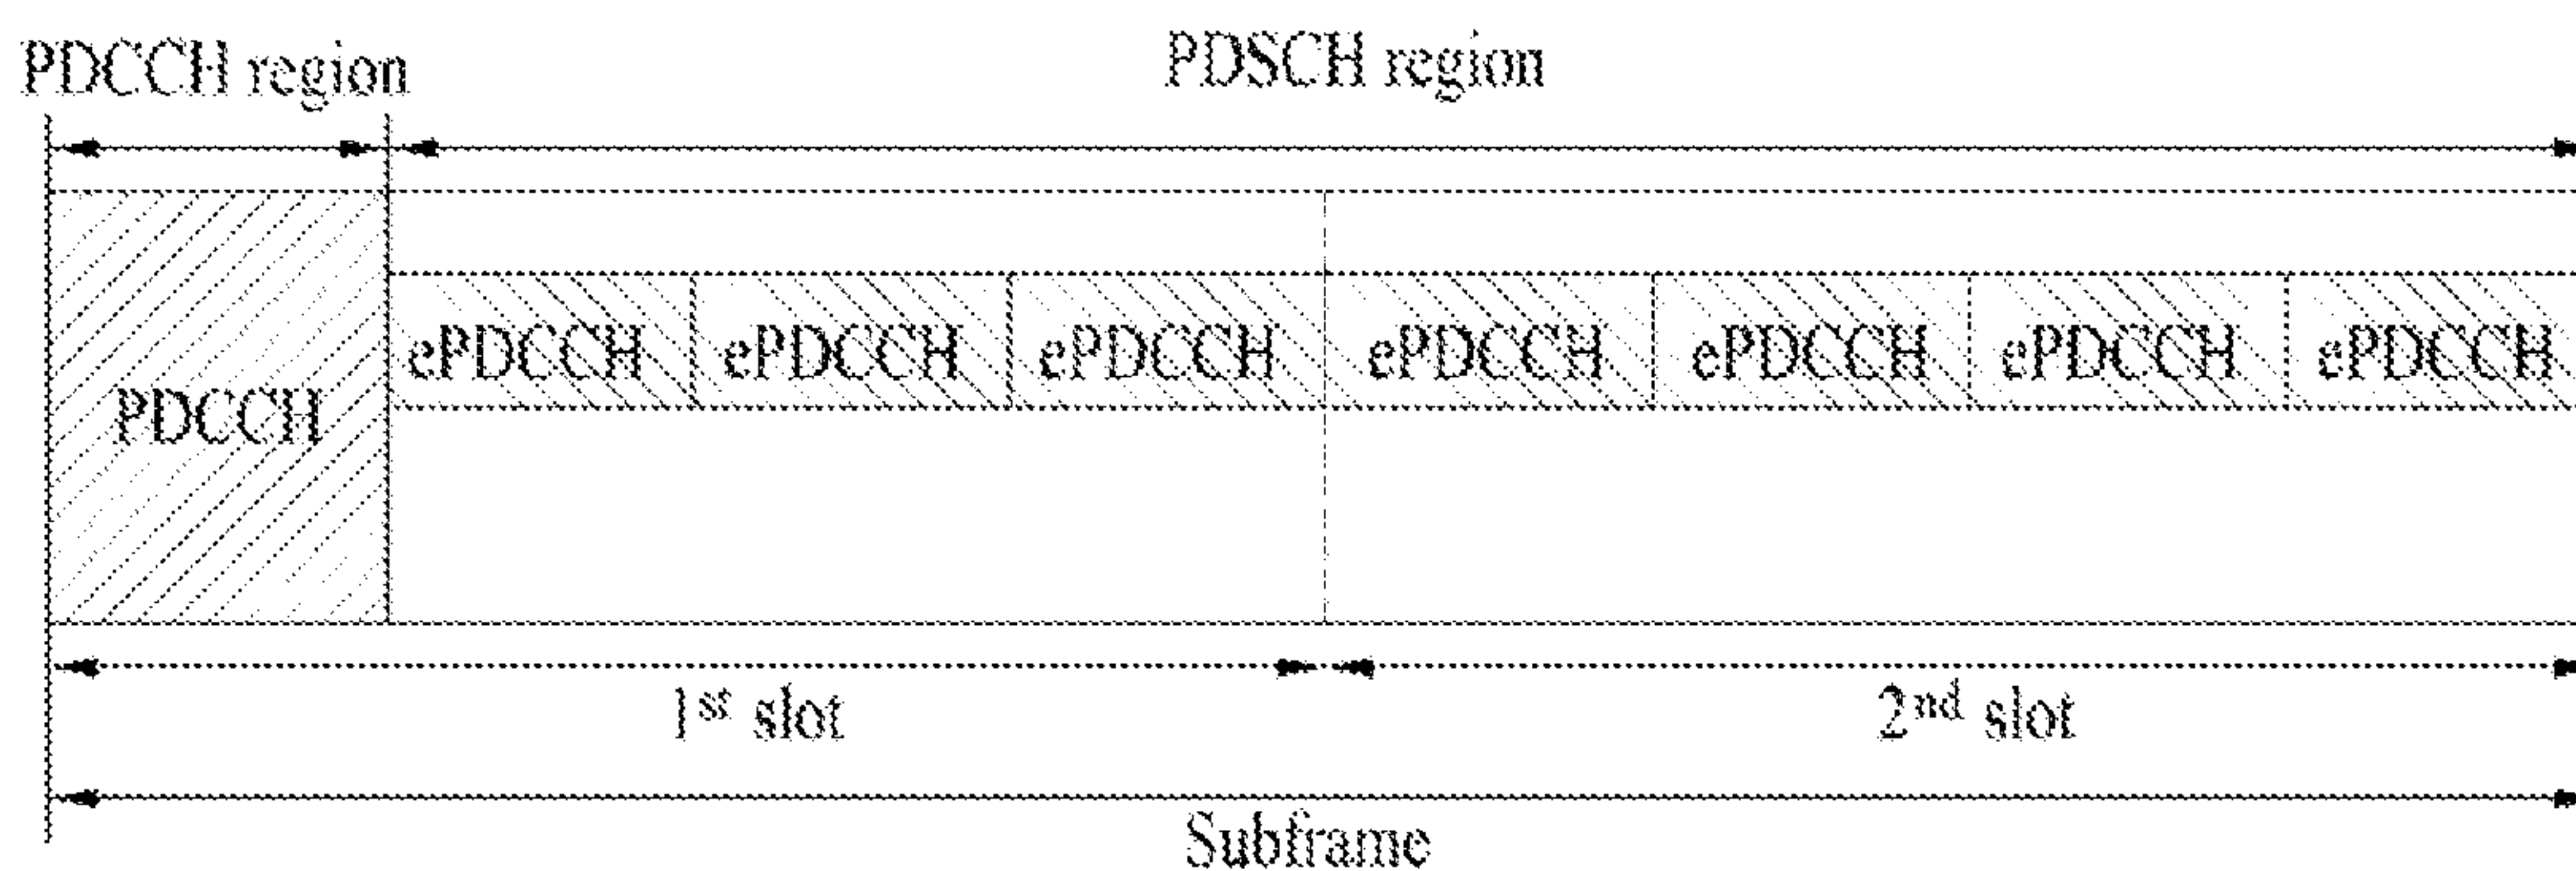 PDCCH region PDSCH region
ePDCCH ePDCCH ePDCCH ePDCCH ePDCCH ePDCCH ePDCCH
PDCCH
1st slot 2nd slot
Subframe